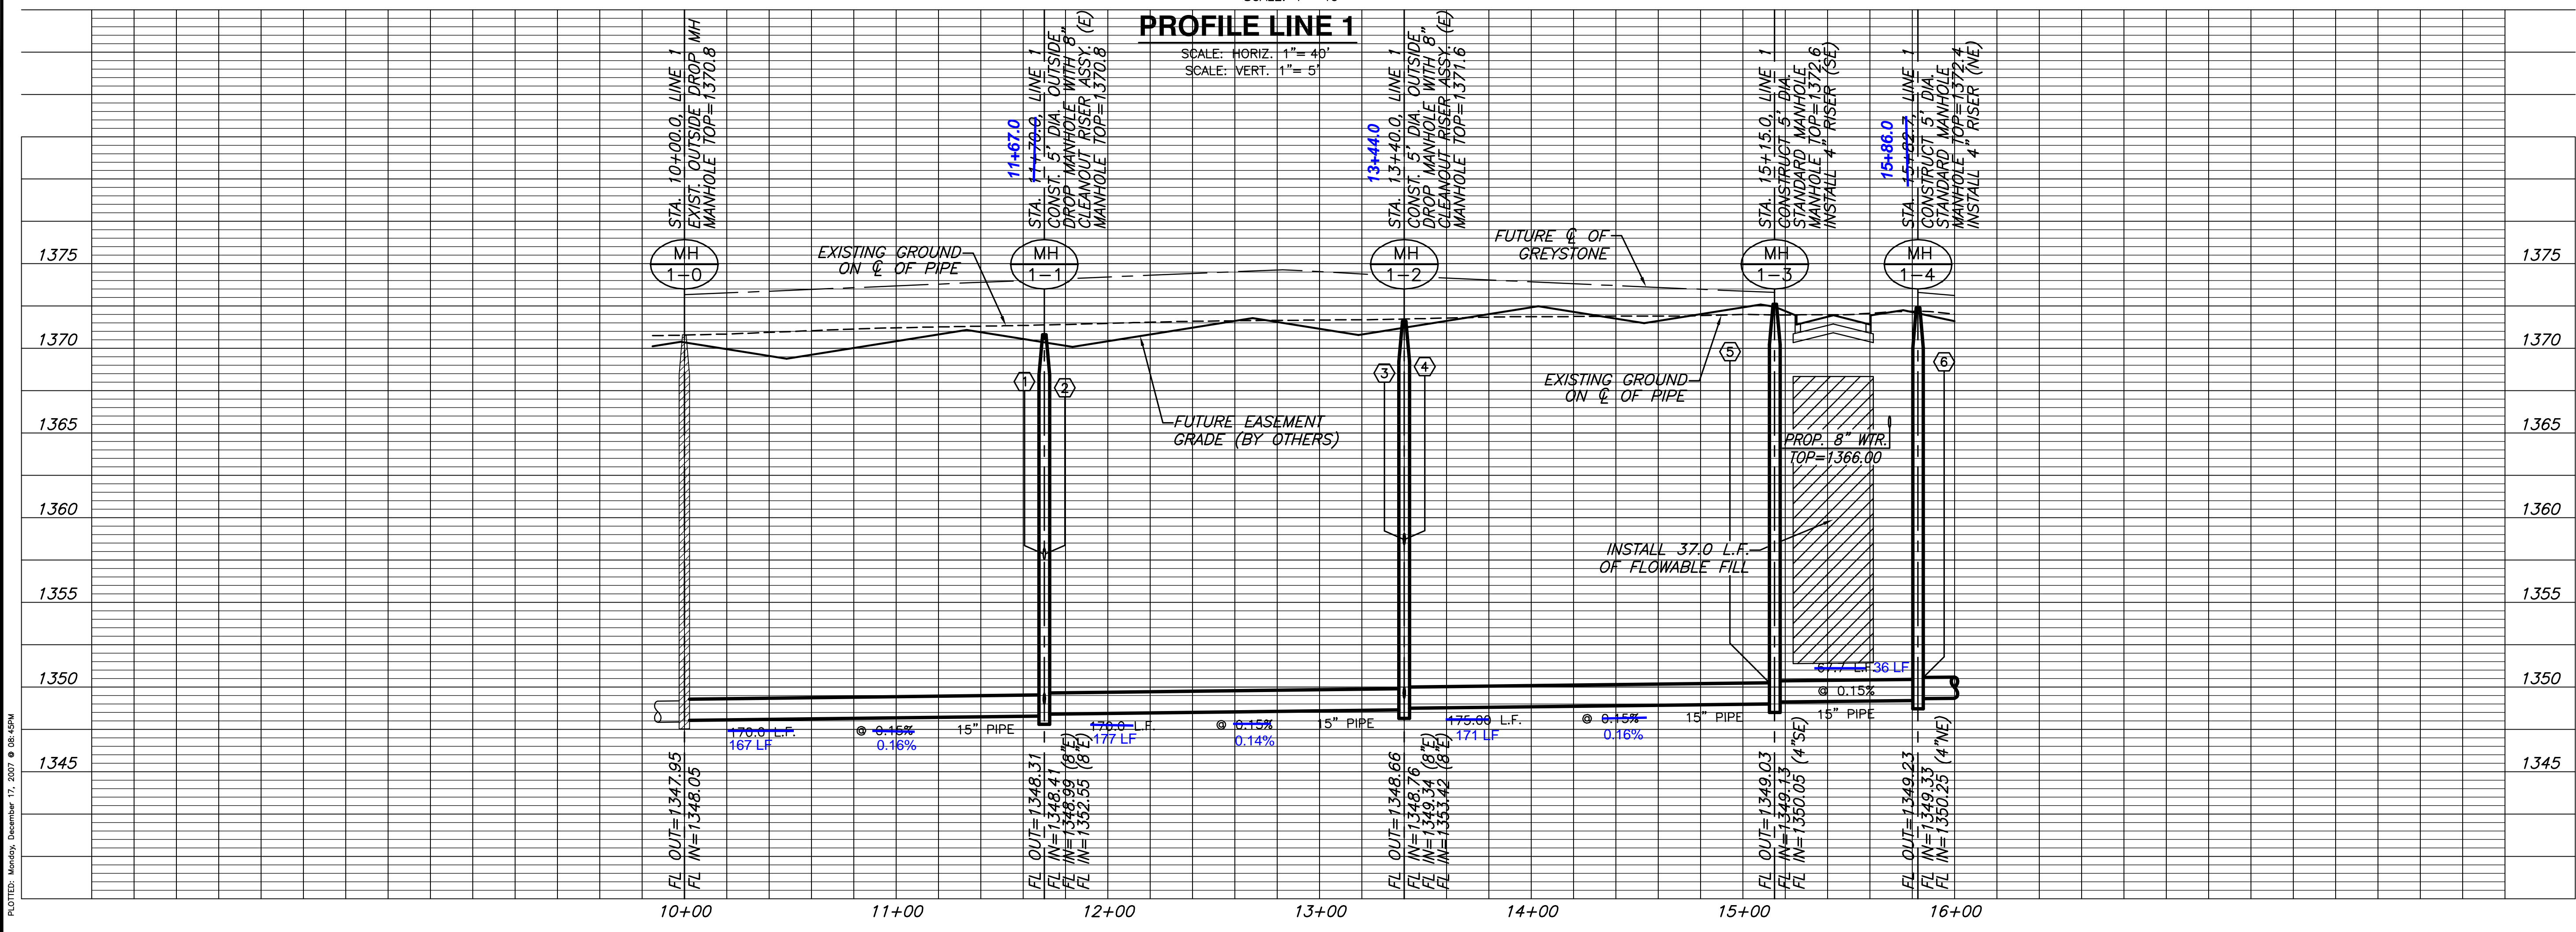 PROFILE LINE 1
SCALE: HORIZ. 1"= 40'
SCALE: VERT. 1"= 5'
STA. 10+00.0, LINE 1
EXIST. OUTSIDE DROP MH
MANHOLE TOP=1370.8
11+67.0
STA. 11+70.0, LINE 1
CONST. 5' DIA. OUTSIDE
DROP MANHOLE WITH 8"
CLEANOUT RISER ASSY. (E)
MANHOLE TOP=1370.8
13+44.0
STA. 13+40.0, LINE 1
CONST. 5' DIA. OUTSIDE
DROP MANHOLE WITH 8"
CLEANOUT RISER ASSY. (E)
MANHOLE TOP=1371.6
STA. 15+15.0, LINE 1
CONSTRUCT 5' DIA.
STANDARD MANHOLE
MANHOLE TOP=1372.6
INSTALL 4" RISER (SE)
15+86.0
STA. 15+82.7, LINE 1
CONSTRUCT 5' DIA.
STANDARD MANHOLE
MANHOLE TOP=1372.4
INSTALL 4" RISER (NE)
MH
1-0
MH
1-1
MH
1-2
MH
1-3
MH
1-4
EXISTING GROUND
ON ℄ OF PIPE
FUTURE ℄ OF
GREYSTONE
1375
1370
1365
1360
1355
1350
1345
1375
1370
1365
1360
1355
1350
1345
1
2
3
4
5
6
FUTURE EASEMENT
GRADE (BY OTHERS)
EXISTING GROUND
ON ℄ OF PIPE
PROP. 8" WTR.
TOP=1366.00
INSTALL 37.0 L.F.
OF FLOWABLE FILL
170.0 L.F.
167 LF
@ 0.15%
0.16%
15" PIPE
170.0 L.F.
177 LF
@ 0.15%
0.14%
15" PIPE
175.00 L.F.
171 LF
@ 0.15%
0.16%
15" PIPE
67.7 L.F. 36 LF
@ 0.15%
15" PIPE
FL OUT=1347.95
FL IN=1348.05
FL OUT=1348.31
FL IN=1348.41
FL IN=1348.99 (8"E)
FL IN=1352.55 (8"E)
FL OUT=1348.66
FL IN=1348.76
FL IN=1349.34 (8"E)
FL IN=1353.42 (8"E)
FL OUT=1349.03
FL IN=1349.13
FL IN=1350.05 (4"SE)
FL OUT=1349.23
FL IN=1349.33
FL IN=1350.25 (4"NE)
10+00
11+00
12+00
13+00
14+00
15+00
16+00
PLOTTED: Monday, December 17, 2007 @ 08:45PM